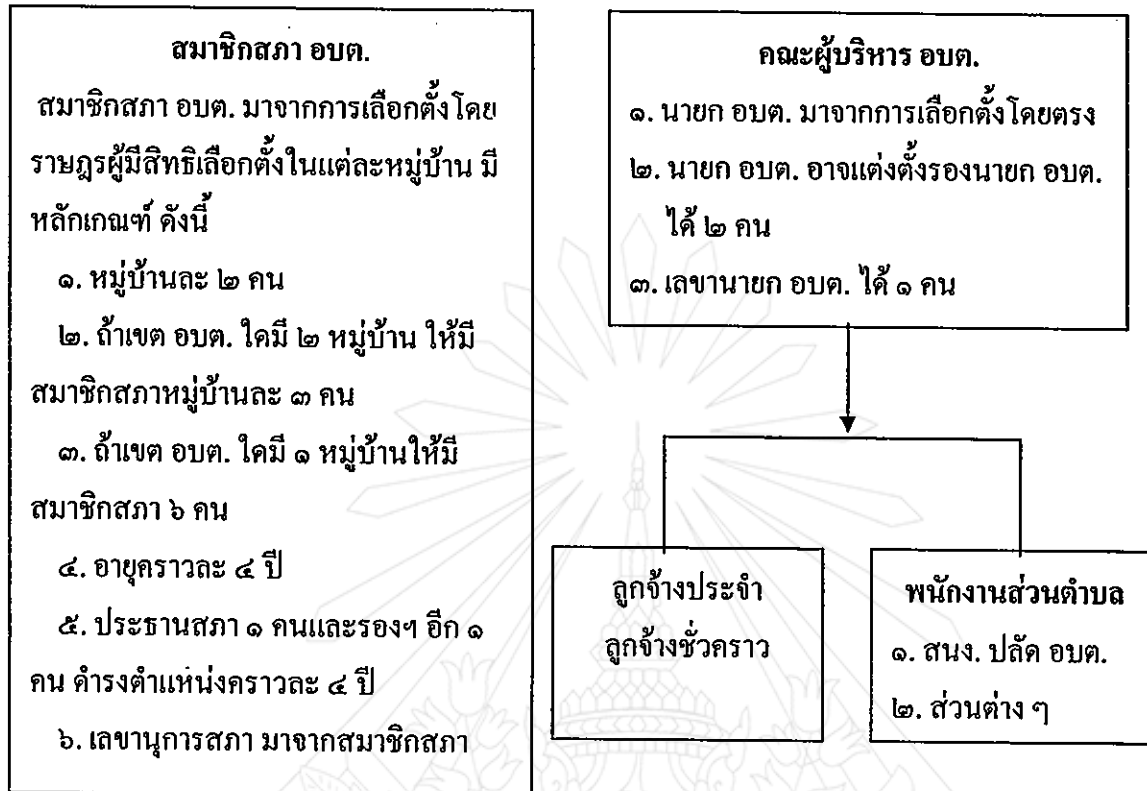 สมาชิกสภา อบต.
สมาชิกสภา อบต. มาจากการเลือกตั้งโดย
ราษฎรผู้มีสิทธิเลือกตั้งในแต่ละหมู่บ้าน มี
หลักเกณฑ์ ดังนี้
๑. หมู่บ้านละ ๒ คน
๒. ถ้าเขต อบต. ใดมี ๒ หมู่บ้าน ให้มี
สมาชิกสภาหมู่บ้านละ ๓ คน
๓. ถ้าเขต อบต. ใดมี ๑ หมู่บ้านให้มี
สมาชิกสภา ๖ คน
๔. อายุคราวละ ๔ ปี
๕. ประธานสภา ๑ คนและรองฯ อีก ๑
คน ดำรงตำแหน่งคราวละ ๔ ปี
๖. เลขานุการสภา มาจากสมาชิกสภา
คณะผู้บริหาร อบต.
๑. นายก อบต. มาจากการเลือกตั้งโดยตรง
๒. นายก อบต. อาจแต่งตั้งรองนายก อบต.
ได้ ๒ คน
๓. เลขานายก อบต. ได้ ๑ คน
ลูกจ้างประจำ
ลูกจ้างชั่วคราว
พนักงานส่วนตำบล
๑. สนง. ปลัด อบต.
๒. ส่วนต่าง ๆ